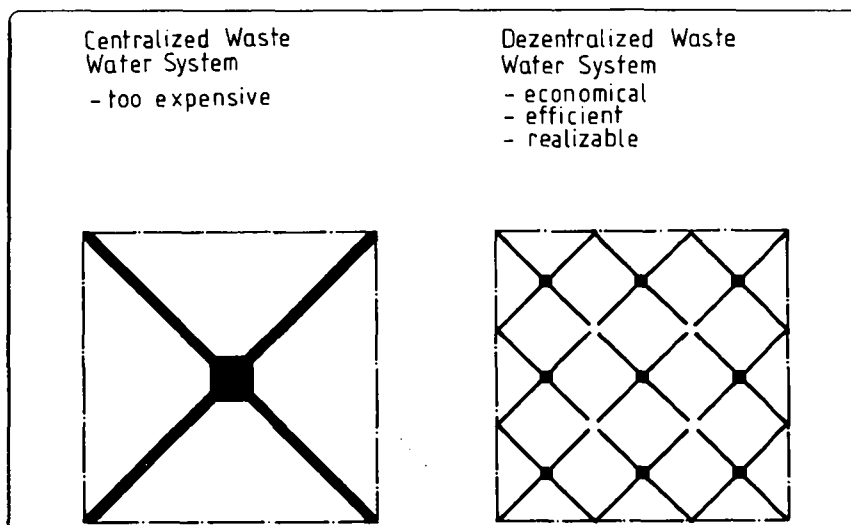 Centralized Waste
Water System
- too expensive
Dezentralized Waste
Water System
- economical
- efficient
- realizable